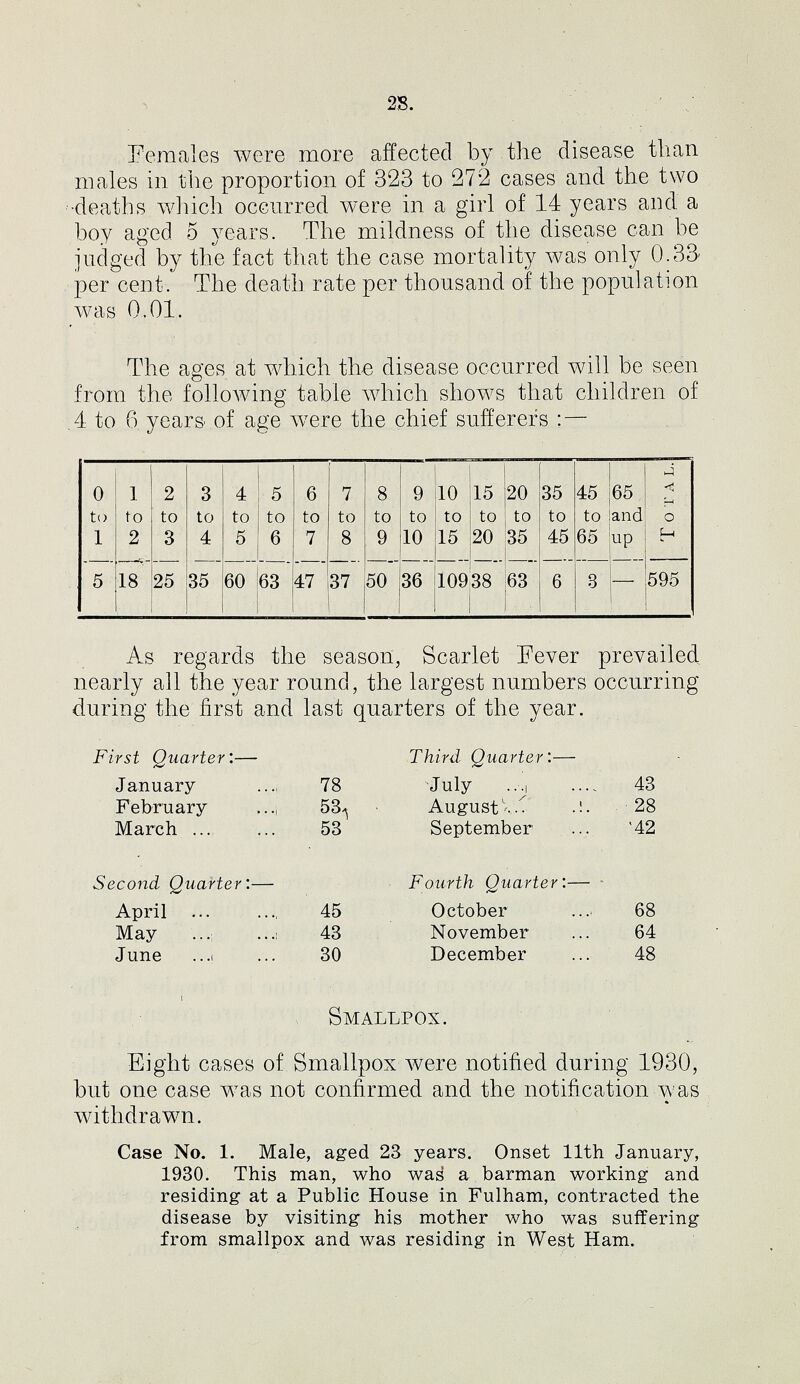 28.
Females were more affected by the disease than
males in the proportion of 323 to 272 cases and the two
deaths which occurred were in a girl of 14 years and a
boy aged 5 years. The mildness of the disease can be
judged by the fact that the case mortality was only 0.33
per cent. The death rate per thousand of the population
was 0.01.
The ages at which the disease occurred will be seen
from the following table which shows that children of
4 to 6 years of age were the chief sufferers :—
0 1 2 3 4 5 6 7 8 9 10 15 20 35 45 65 TOTAL.
to to to to to to to to to to to to to to to and
1 2 3 4 5 6 7 8 9 10 15 20 35 45 65 up
5 18 25 35 60 63 47 37 50 36 109 38 63 6 3 — 595
As regards the season, Scarlet Fever prevailed
nearly all the year round, the largest numbers occurring
during the first and last quarters of the year.
First Quarter:— Third Quarter:—
January ... 78 July ... ... 43
February ... 53 August ... ... 28
March ... ... 53 September ... 42
Second Quarter:— Fourth Quarter:—
April ... ... 45 October ... 68
May ... ... 43 November ... 64
June ... ... 30 December ... 48
SMALLPOX.
Eight cases of Smallpox were notified during 1930,
but one case was not confirmed and the notification was
withdrawn.
Case No. 1. Male, aged 23 years. Onset 11th January,
1930. This man, who was a barman working and
residing at a Public House in Fulham, contracted the
disease by visiting his mother who was suffering
from smallpox and was residing in West Ham.